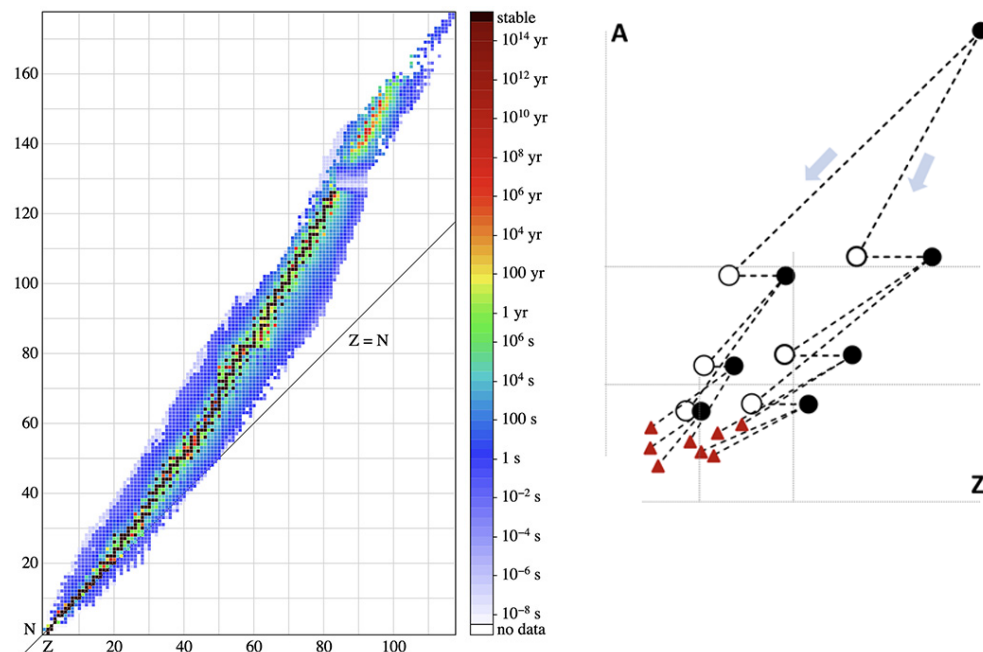 160
140
120
100
80
60
40
20
N
Z
20
40
60
80
100
Z = N
stable
10¹⁴ yr
10¹² yr
10¹⁰ yr
10⁸ yr
10⁶ yr
10⁴ yr
100 yr
1 yr
10⁶ s
10⁴ s
100 s
1 s
10⁻² s
10⁻⁴ s
10⁻⁶ s
10⁻⁸ s
no data
A
Z